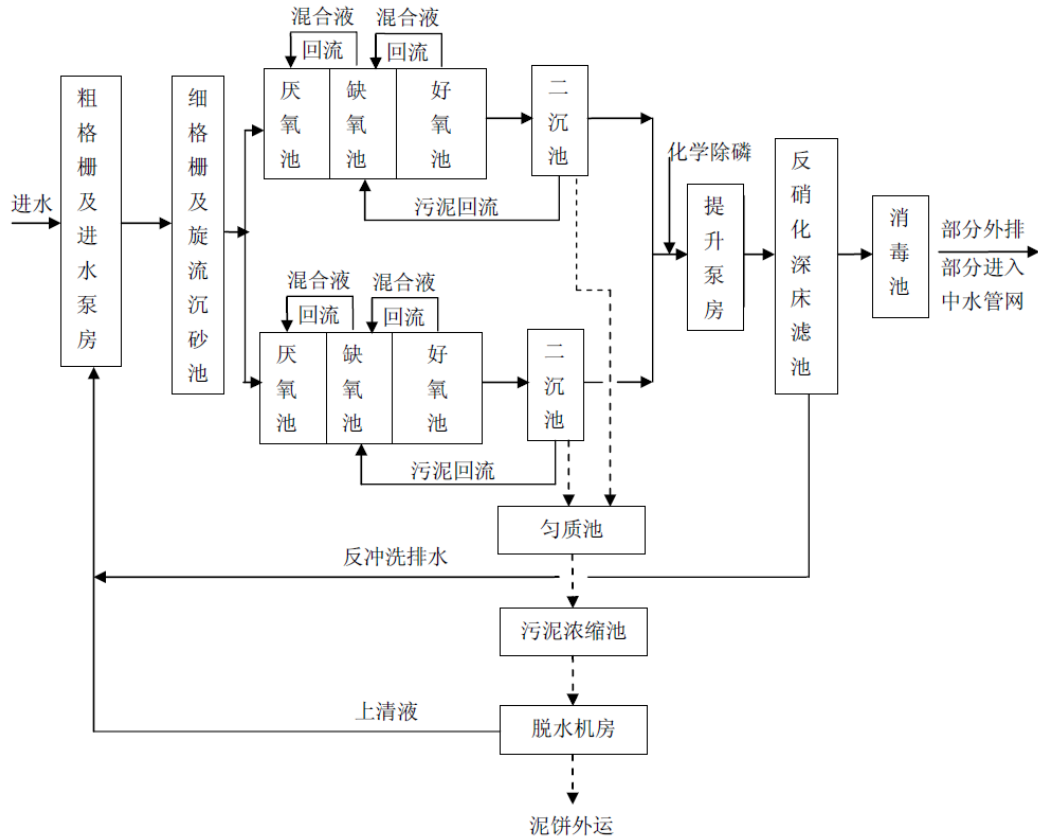 混合液
回流
混合液
回流
进水
粗格栅及进水泵房
细格栅及旋流沉砂池
厌氧池
缺氧池
好氧池
二沉池
污泥回流
化学除磷
提升泵房
反硝化深床滤池
消毒池
部分外排
部分进入
中水管网
混合液
回流
混合液
回流
厌氧池
缺氧池
好氧池
二沉池
污泥回流
匀质池
反冲洗排水
污泥浓缩池
上清液
脱水机房
泥饼外运